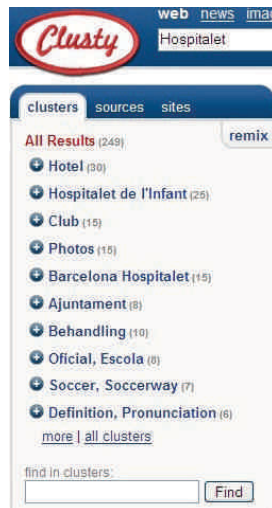 web news ima
Clusty
Hospitalet
clusters sources sites
All Results (249)
remix
Hotel (30)
Hospitalet de l'Infant (25)
Club (15)
Photos (15)
Barcelona Hospitalet (15)
Ajuntament (8)
Behandling (10)
Oficial, Escola (8)
Soccer, Soccerway (7)
Definition, Pronunciation (6)
more | all clusters
find in clusters:
Find